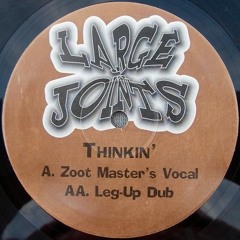 LARGE
JOINTS
THINKIN'
A. Zoot Master's Vocal
AA. Leg-Up Dub